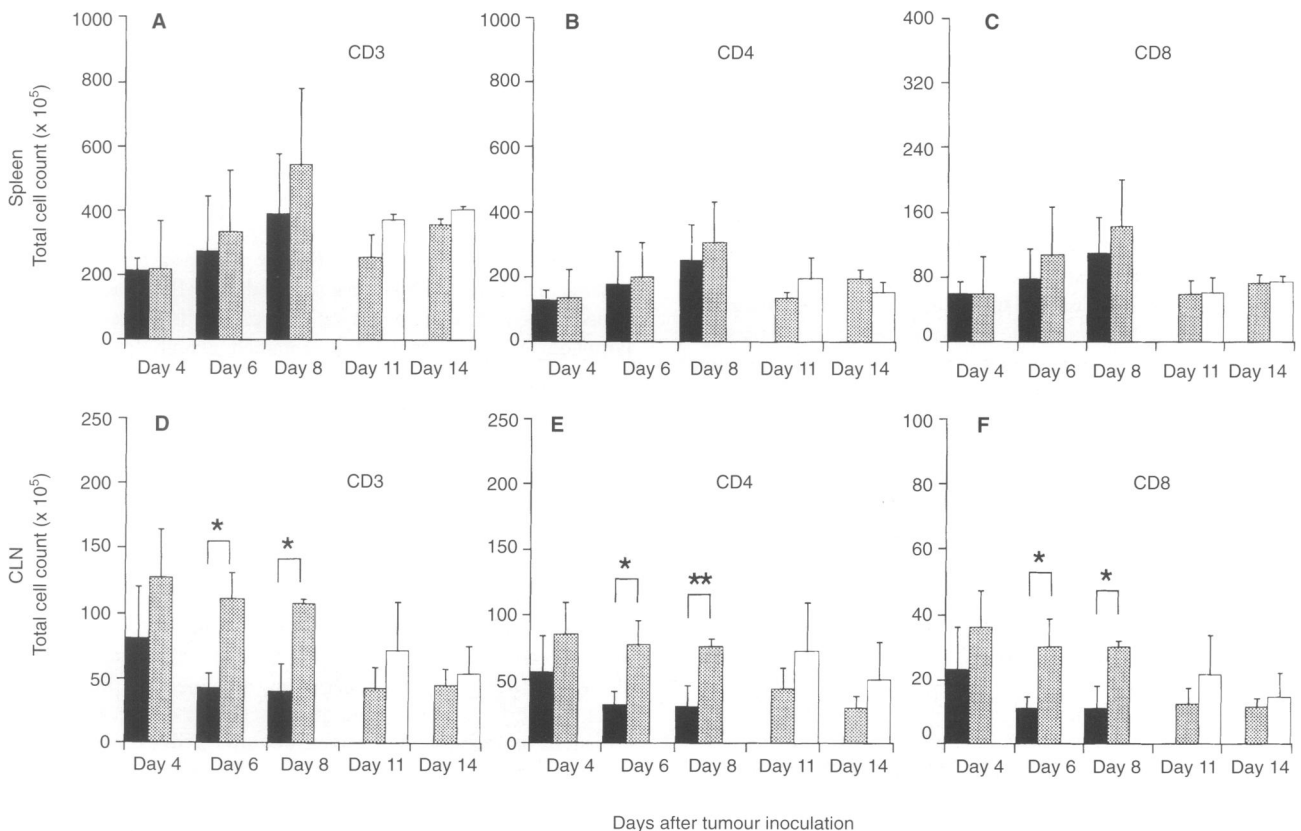 A
CD3
1000
800
600
400
200
0
Spleen
Total cell count (x 10⁵)
Day 4 Day 6 Day 8 Day 11 Day 14
B
CD4
1000
800
600
400
200
0
Day 4 Day 6 Day 8 Day 11 Day 14
C
CD8
400
320
240
160
80
0
Day 4 Day 6 Day 8 Day 11 Day 14
D
CD3
250
200
150
100
50
0
CLN
Total cell count (x 10⁵)
*
*
Day 4 Day 6 Day 8 Day 11 Day 14
E
CD4
250
200
150
100
50
0
*
**
Day 4 Day 6 Day 8 Day 11 Day 14
F
CD8
100
80
60
40
20
0
*
*
Day 4 Day 6 Day 8 Day 11 Day 14
Days after tumour inoculation